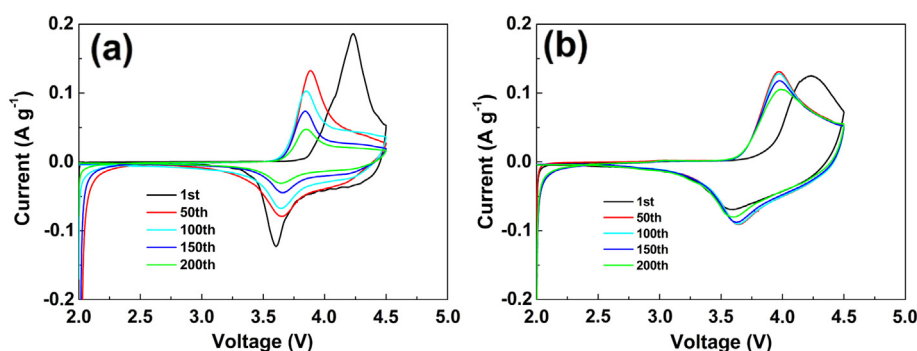 (a)
0.2
0.1
0.0
-0.1
-0.2
Current (A g⁻¹)
1st
50th
100th
150th
200th
2.0 2.5 3.0 3.5 4.0 4.5 5.0
Voltage (V)
(b)
0.2
0.1
0.0
-0.1
-0.2
Current (A g⁻¹)
1st
50th
100th
150th
200th
2.0 2.5 3.0 3.5 4.0 4.5 5.0
Voltage (V)